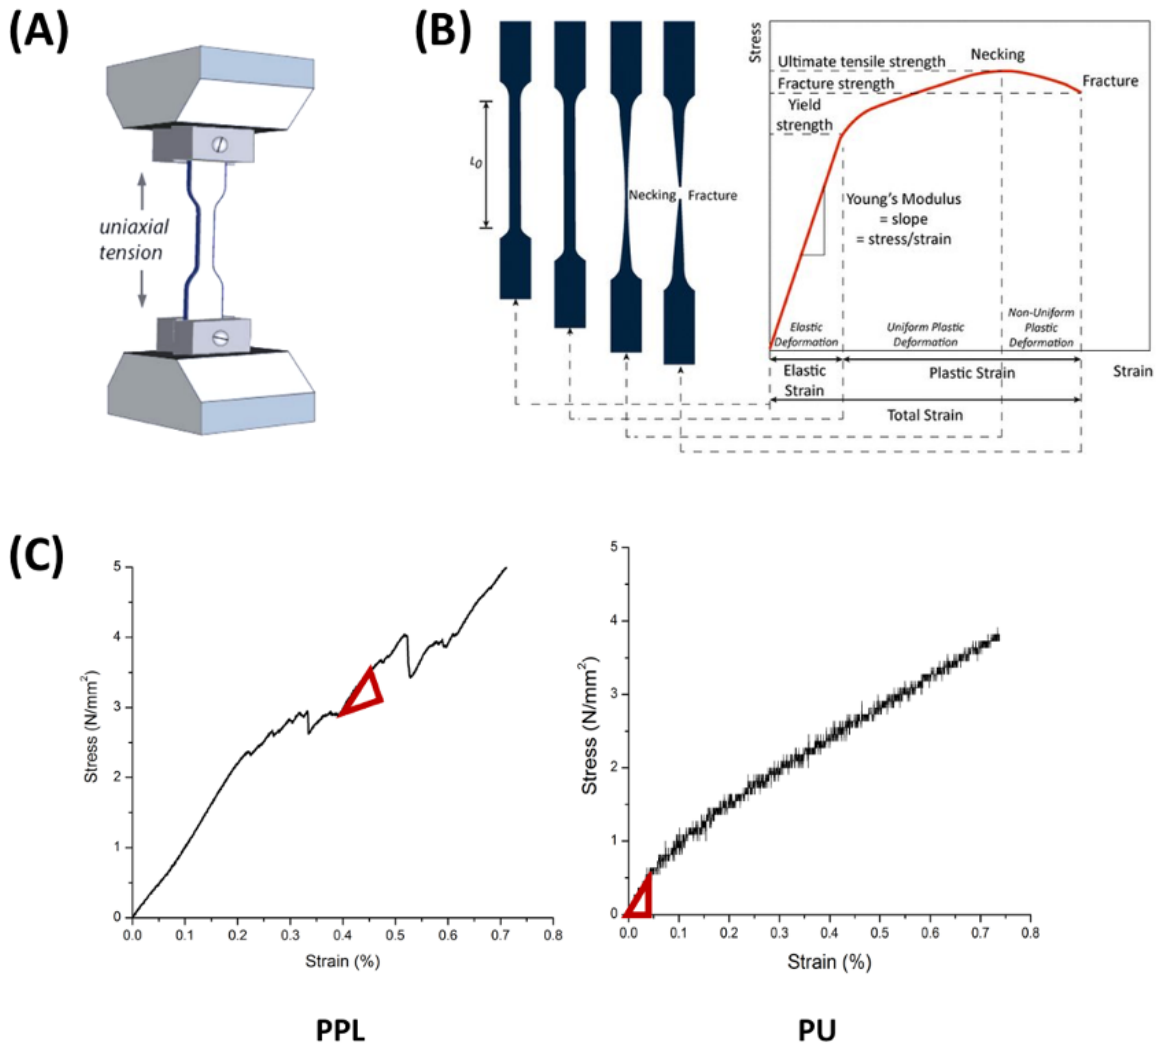 (A)
uniaxial
tension
(B)
L0
Necking
Fracture
Stress
Ultimate tensile strength
Necking
Fracture strength
Fracture
Yield
strength
Young's Modulus
= slope
= stress/strain
Elastic
Deformation
Uniform Plastic
Deformation
Non-Uniform
Plastic
Deformation
Elastic
Strain
Plastic Strain
Strain
Total Strain
(C)
5
4
3
2
1
0
Stress (N/mm2)
0.0 0.1 0.2 0.3 0.4 0.5 0.6 0.7 0.8
Strain (%)
PPL
5
4
3
2
1
0
Stress (N/mm2)
0.0 0.1 0.2 0.3 0.4 0.5 0.6 0.7 0.8
Strain (%)
PU